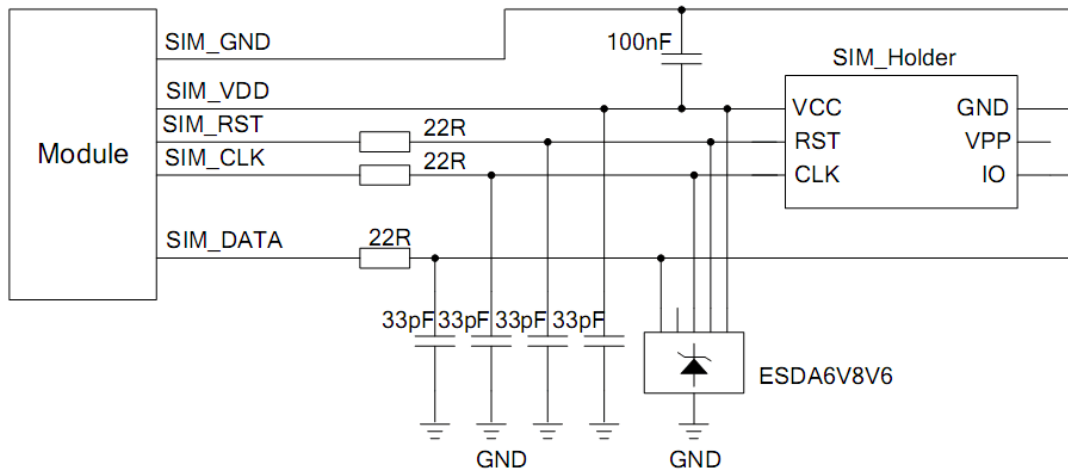 SIM_GND
100nF
SIM_Holder
SIM_VDD
VCC
GND
SIM_RST
22R
RST
VPP
Module
SIM_CLK
22R
CLK
IO
SIM_DATA
22R
33pF 33pF 33pF 33pF
ESDA6V8V6
GND
GND